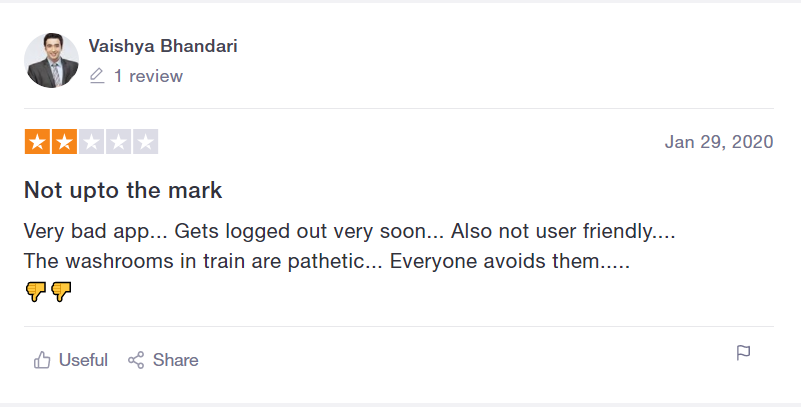 Vaishya Bhandari
1 review
Jan 29, 2020
Not upto the mark
Very bad app... Gets logged out very soon... Also not user friendly....
The washrooms in train are pathetic... Everyone avoids them.....
👎👎
Useful Share